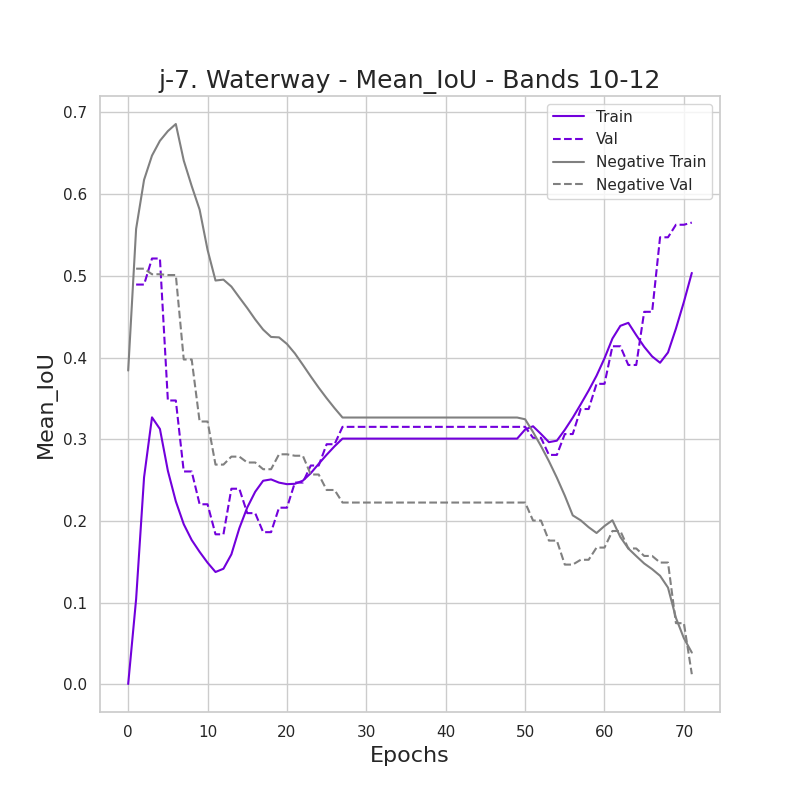 j-7. Waterway - Mean_IoU - Bands 10-12
Train
Val
Negative Train
Negative Val
Mean_IoU
0.7
0.6
0.5
0.4
0.3
0.2
0.1
0.0
0 10 20 30 40 50 60 70
Epochs